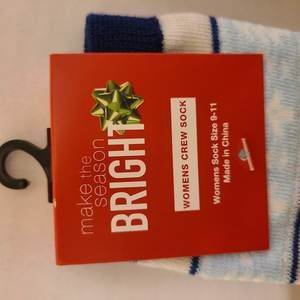 make the
season
BRIGHT
WOMENS CREW SOCK
Womens Sock Size 9-11
Made in China